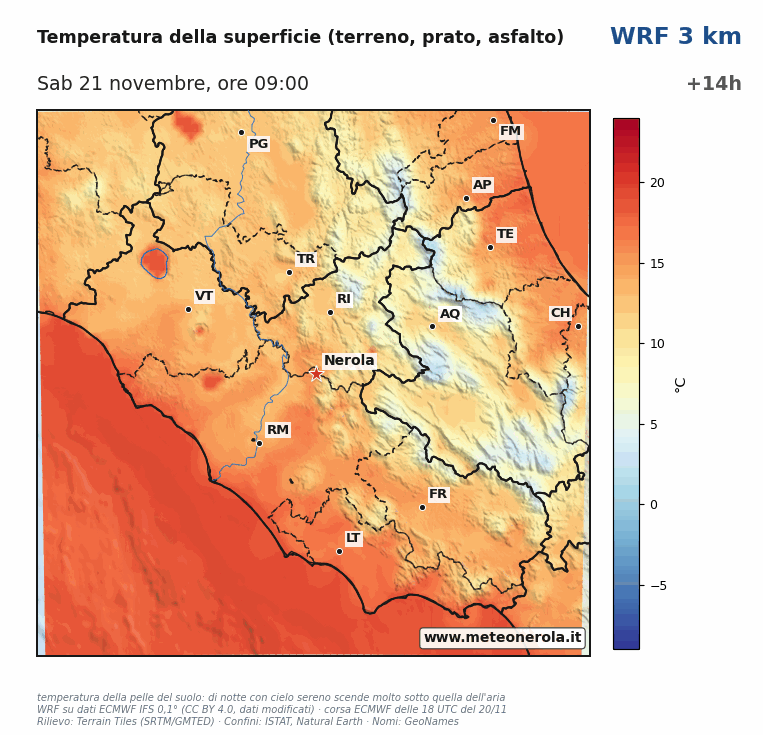 Temperatura della superficie (terreno, prato, asfalto)
WRF 3 km
Sab 21 novembre, ore 09:00
+14h
FM
PG
AP
TE
TR
VT
RI
AQ
CH
Nerola
RM
FR
LT
www.meteonerola.it
20
15
10
5
0
−5
°C
temperatura della pelle del suolo: di notte con cielo sereno scende molto sotto quella dell'aria
WRF su dati ECMWF IFS 0,1° (CC BY 4.0, dati modificati) · corsa ECMWF delle 18 UTC del 20/11
Rilievo: Terrain Tiles (SRTM/GMTED) · Confini: ISTAT, Natural Earth · Nomi: GeoNames